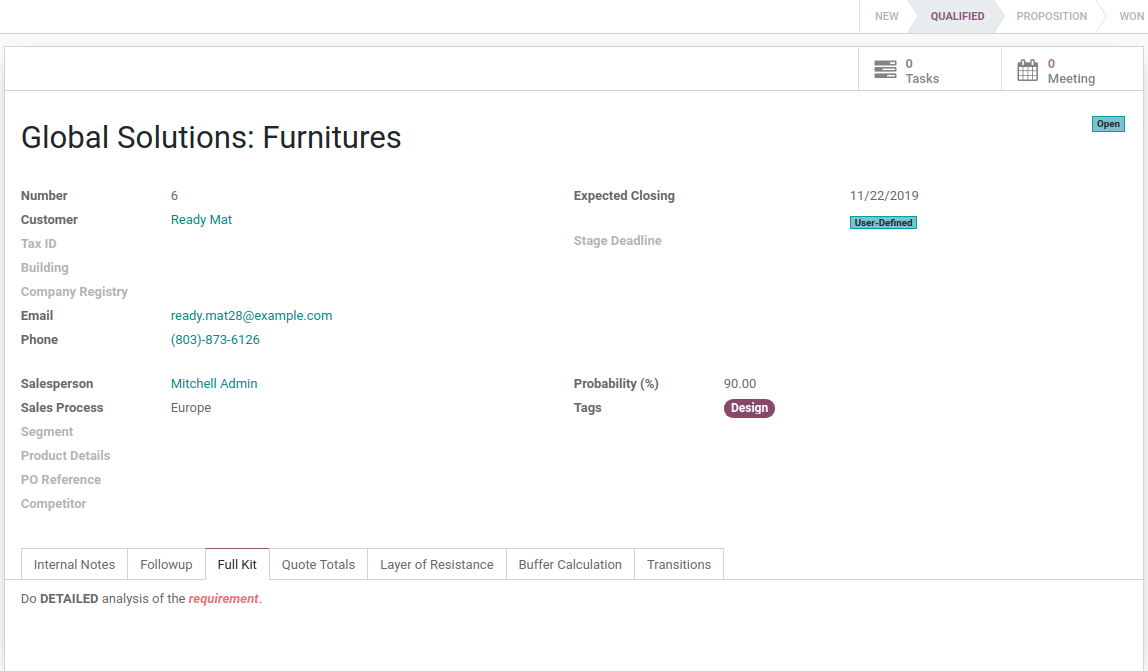 NEW QUALIFIED PROPOSITION WON
0 Tasks
0 Meeting
Global Solutions: Furnitures
Open
Number 6
Customer Ready Mat
Tax ID
Building
Company Registry
Email ready.mat28@example.com
Phone (803)-873-6126
Expected Closing 11/22/2019
User-Defined
Stage Deadline
Salesperson Mitchell Admin
Sales Process Europe
Segment
Product Details
PO Reference
Competitor
Probability (%) 90.00
Tags Design
Internal Notes Followup Full Kit Quote Totals Layer of Resistance Buffer Calculation Transitions
Do DETAILED analysis of the requirement.